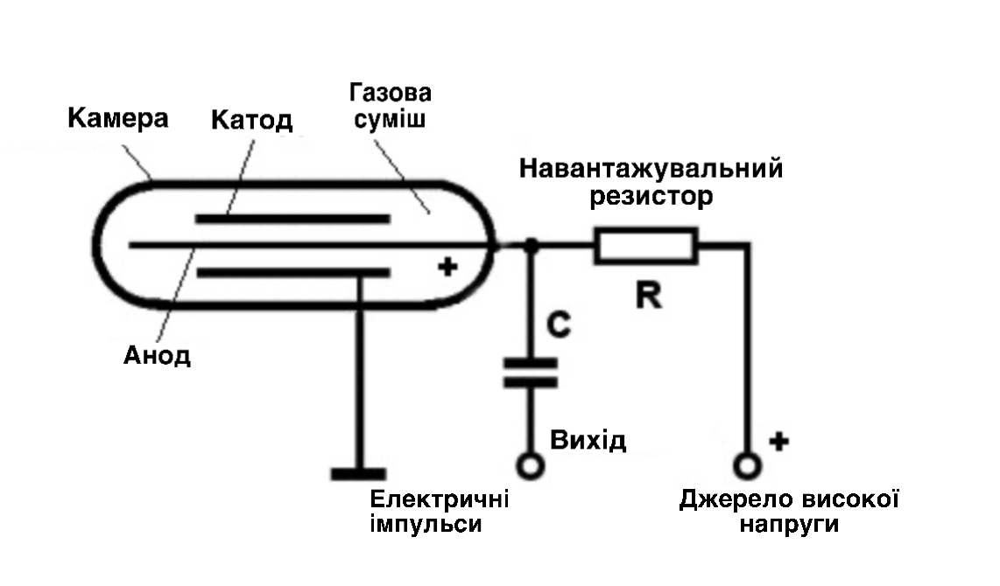 Газова
суміш
Камера
Катод
Навантажувальний
резистор
+
R
C
Анод
Вихід
+
Електричні
імпульси
Джерело високої
напруги